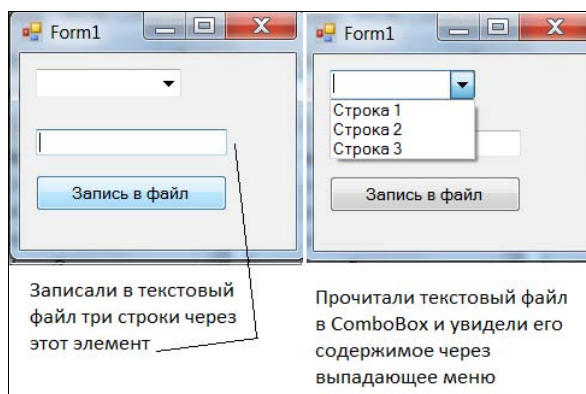 Form1
Запись в файл
Записали в текстовый
файл три строки через
этот элемент
Form1
Строка 1
Строка 2
Строка 3
Запись в файл
Прочитали текстовый файл
в ComboBox и увидели его
содержимое через
выпадающее меню